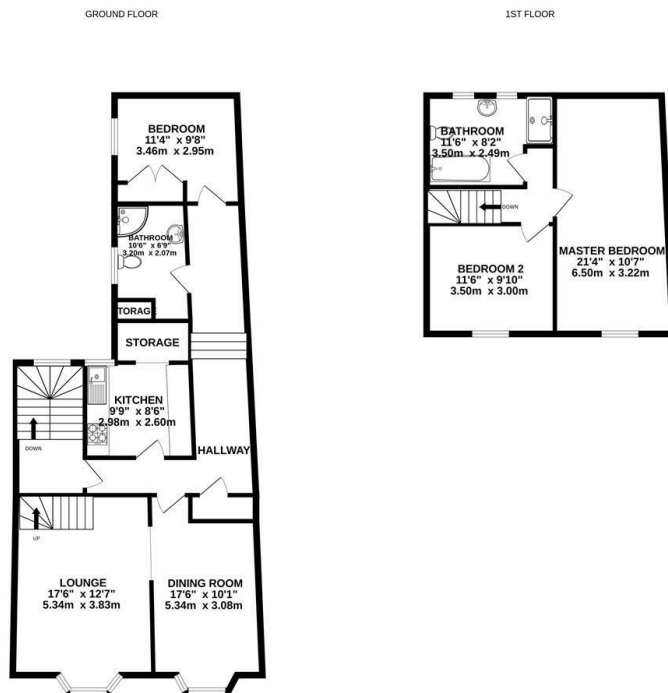 GROUND FLOOR
1ST FLOOR
BEDROOM
11'4" x 9'8"
3.46m x 2.95m
BATHROOM
10'6" x 6'9"
3.20m x 2.07m
TORAGE
STORAGE
KITCHEN
9'9" x 8'6"
2.98m x 2.60m
HALLWAY
DOWN
UP
LOUNGE
17'6" x 12'7"
5.34m x 3.83m
DINING ROOM
17'6" x 10'1"
5.34m x 3.08m
BATHROOM
11'6" x 8'2"
3.50m x 2.49m
DOWN
MASTER BEDROOM
21'4" x 10'7"
6.50m x 3.22m
BEDROOM 2
11'6" x 9'10"
3.50m x 3.00m